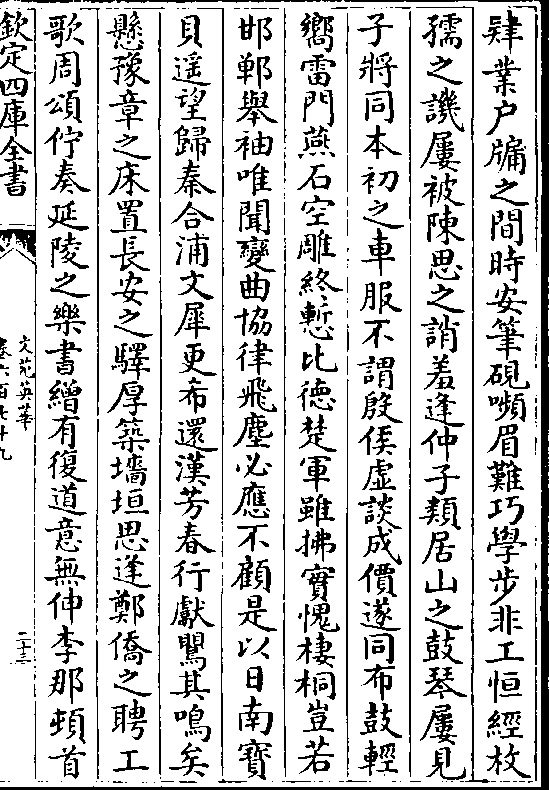 肄業户牖之間時安筆硯嚬眉難巧學步非工恒經枚
孺之譏屢被陳思之誚羞逢仲子類居山之鼓琴屢見
子將同本初之車服不謂殷侯虚談成價遂同布鼓輕
嚮雷門燕石空雕終慙比德楚軍雖拂實愧棲桐豈若
邯鄲舉袖唯聞變曲協律飛塵必應不顧是以日南寳
貝遥望歸秦合浦文犀更希還漢芳春行獻鶡其鳴矣
懸豫章之床置長安之驛厚築墻垣思逢鄭僑之聘工
歌周頌佇奏延陵之樂書繒有復道意無伸李那頓首
欽定四庫全書
文苑英華
卷六百七十九
二十三